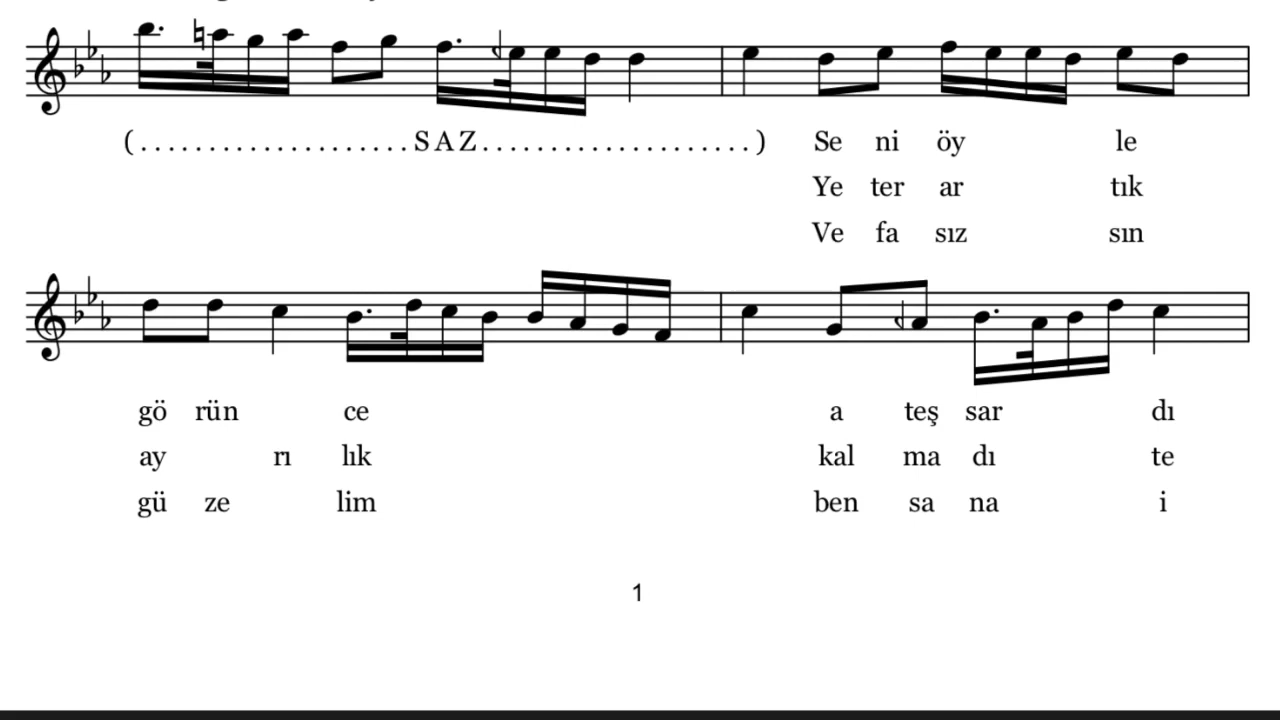 (....................SAZ....................) Se ni öy le
Ye ter ar tık
Ve fa sız sın
gö rün ce a teş sar dı
ay rı lık kal ma dı te
gü ze lim ben sa na i
1